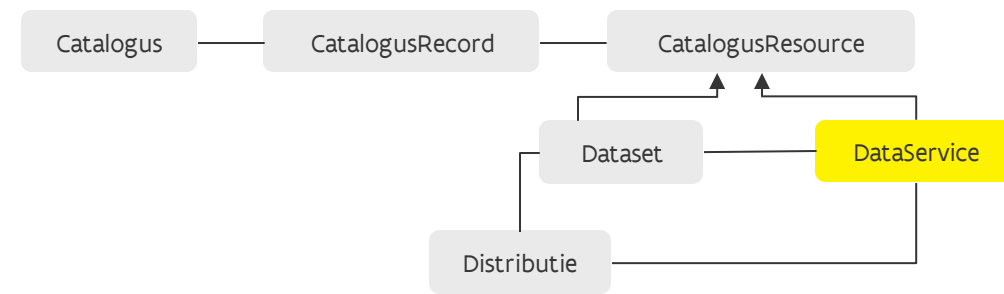 Catalogus
CatalogusRecord
CatalogusResource
Dataset
DataService
Distributie